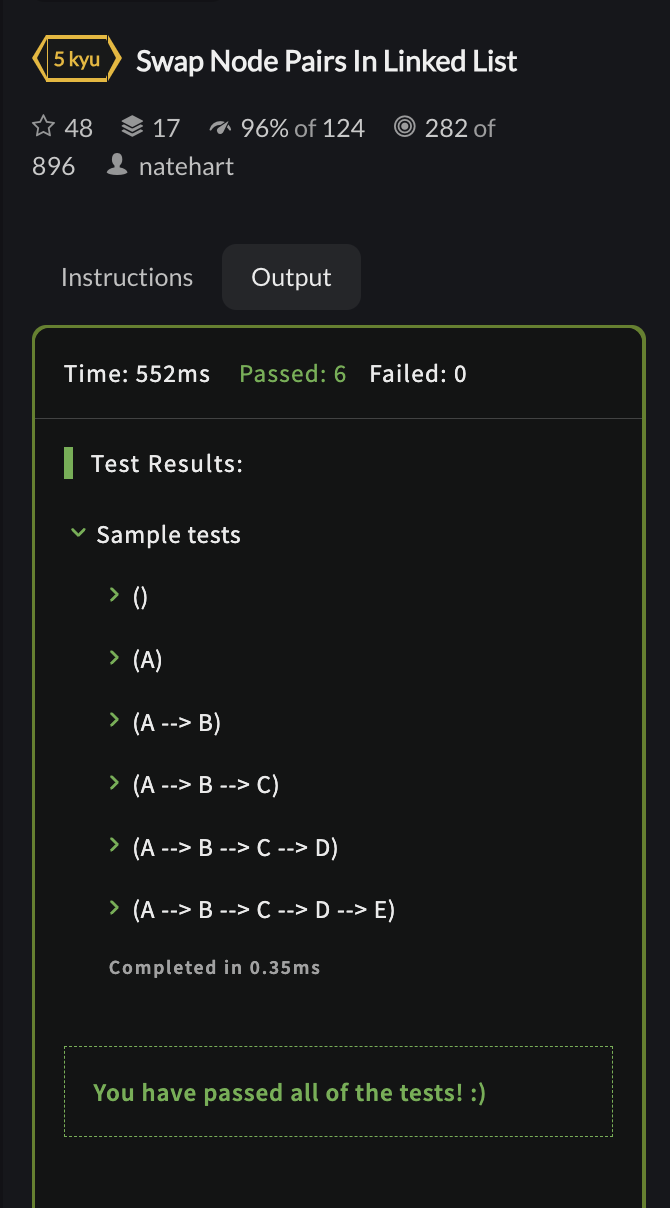 5 kyu Swap Node Pairs In Linked List
48 17 96% of 124 282 of
896 natehart
Instructions Output
Time: 552ms Passed: 6 Failed: 0
Test Results:
Sample tests
()
(A)
(A --> B)
(A --> B --> C)
(A --> B --> C --> D)
(A --> B --> C --> D --> E)
Completed in 0.35ms
You have passed all of the tests! :)